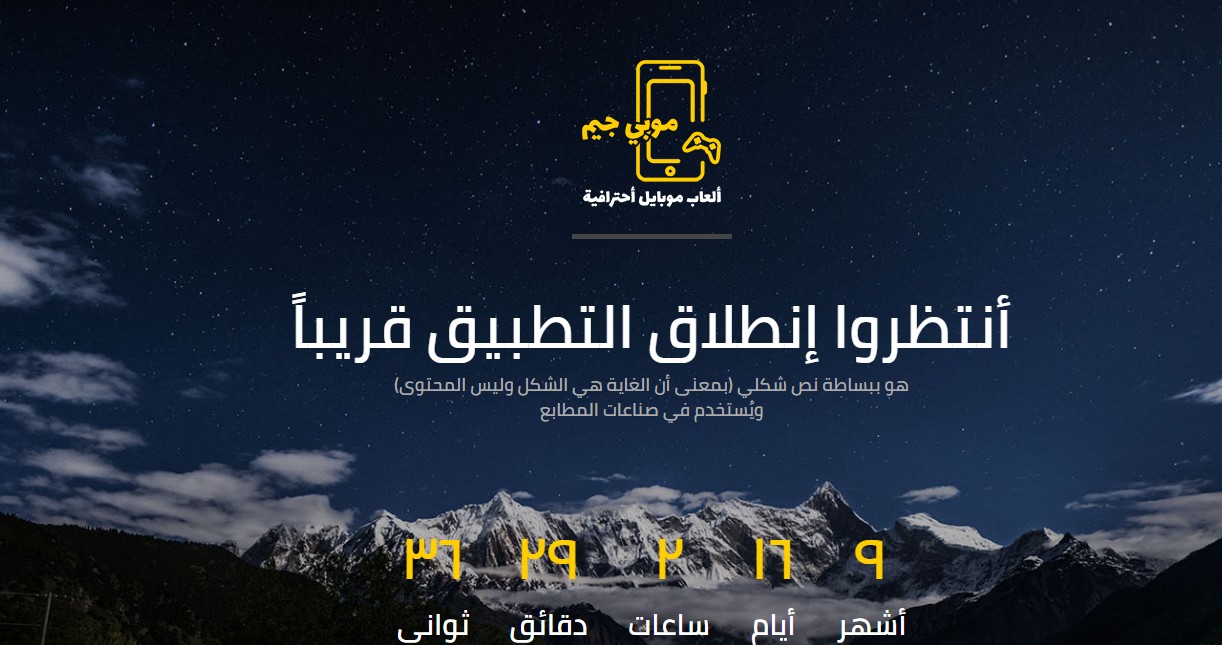 موبي جيم
ألعاب موبايل أحترافية
أنتظروا إنطلاق التطبيق قريباً
هو ببساطة نص شكلي (بمعنى أن الغاية هي الشكل وليس المحتوى)
ويُستخدم في صناعات المطابع
٩ ١٦ ٢ ٢٩ ٣٦
أشهر أيام ساعات دقائق ثواني